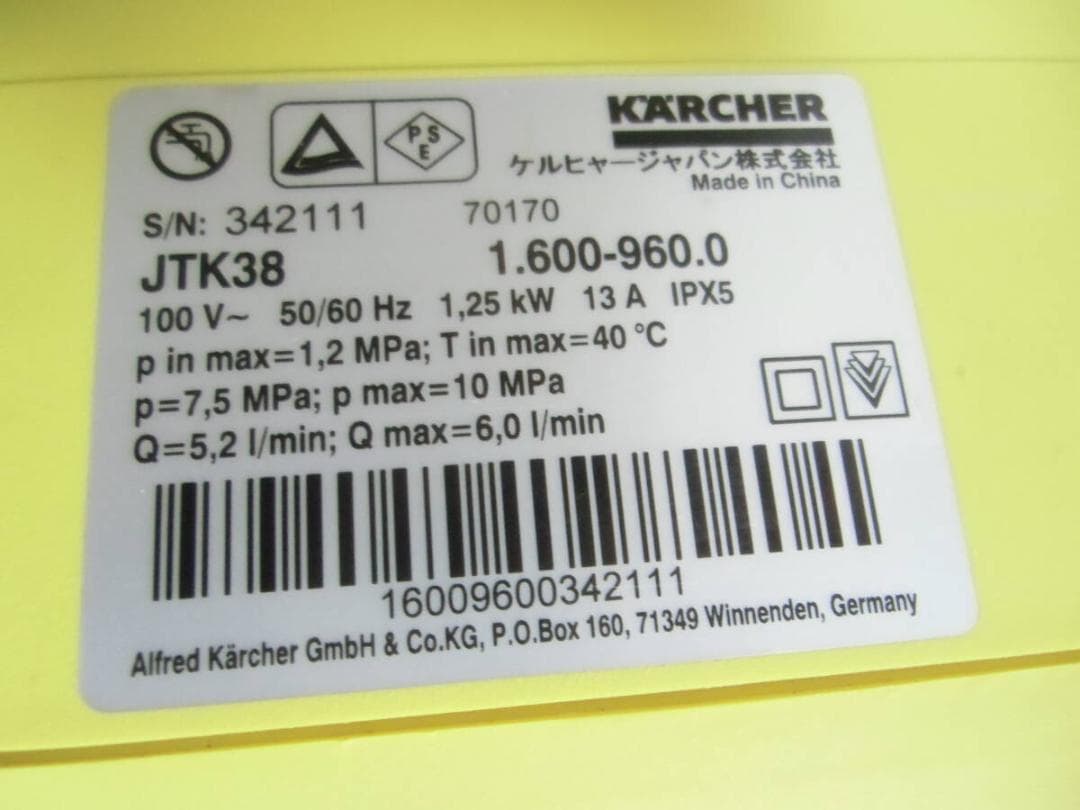 PSE
KÄRCHER
ケルヒャージャパン株式会社
Made in China
S/N: 342111 70170
JTK38 1.600-960.0
100 V~ 50/60 Hz 1,25 kW 13 A IPX5
p in max=1,2 MPa; T in max=40 °C
p=7,5 MPa; p max=10 MPa
Q=5,2 l/min; Q max=6,0 l/min
16009600342111
Alfred Kärcher GmbH & Co.KG, P.O.Box 160, 71349 Winnenden, Germany